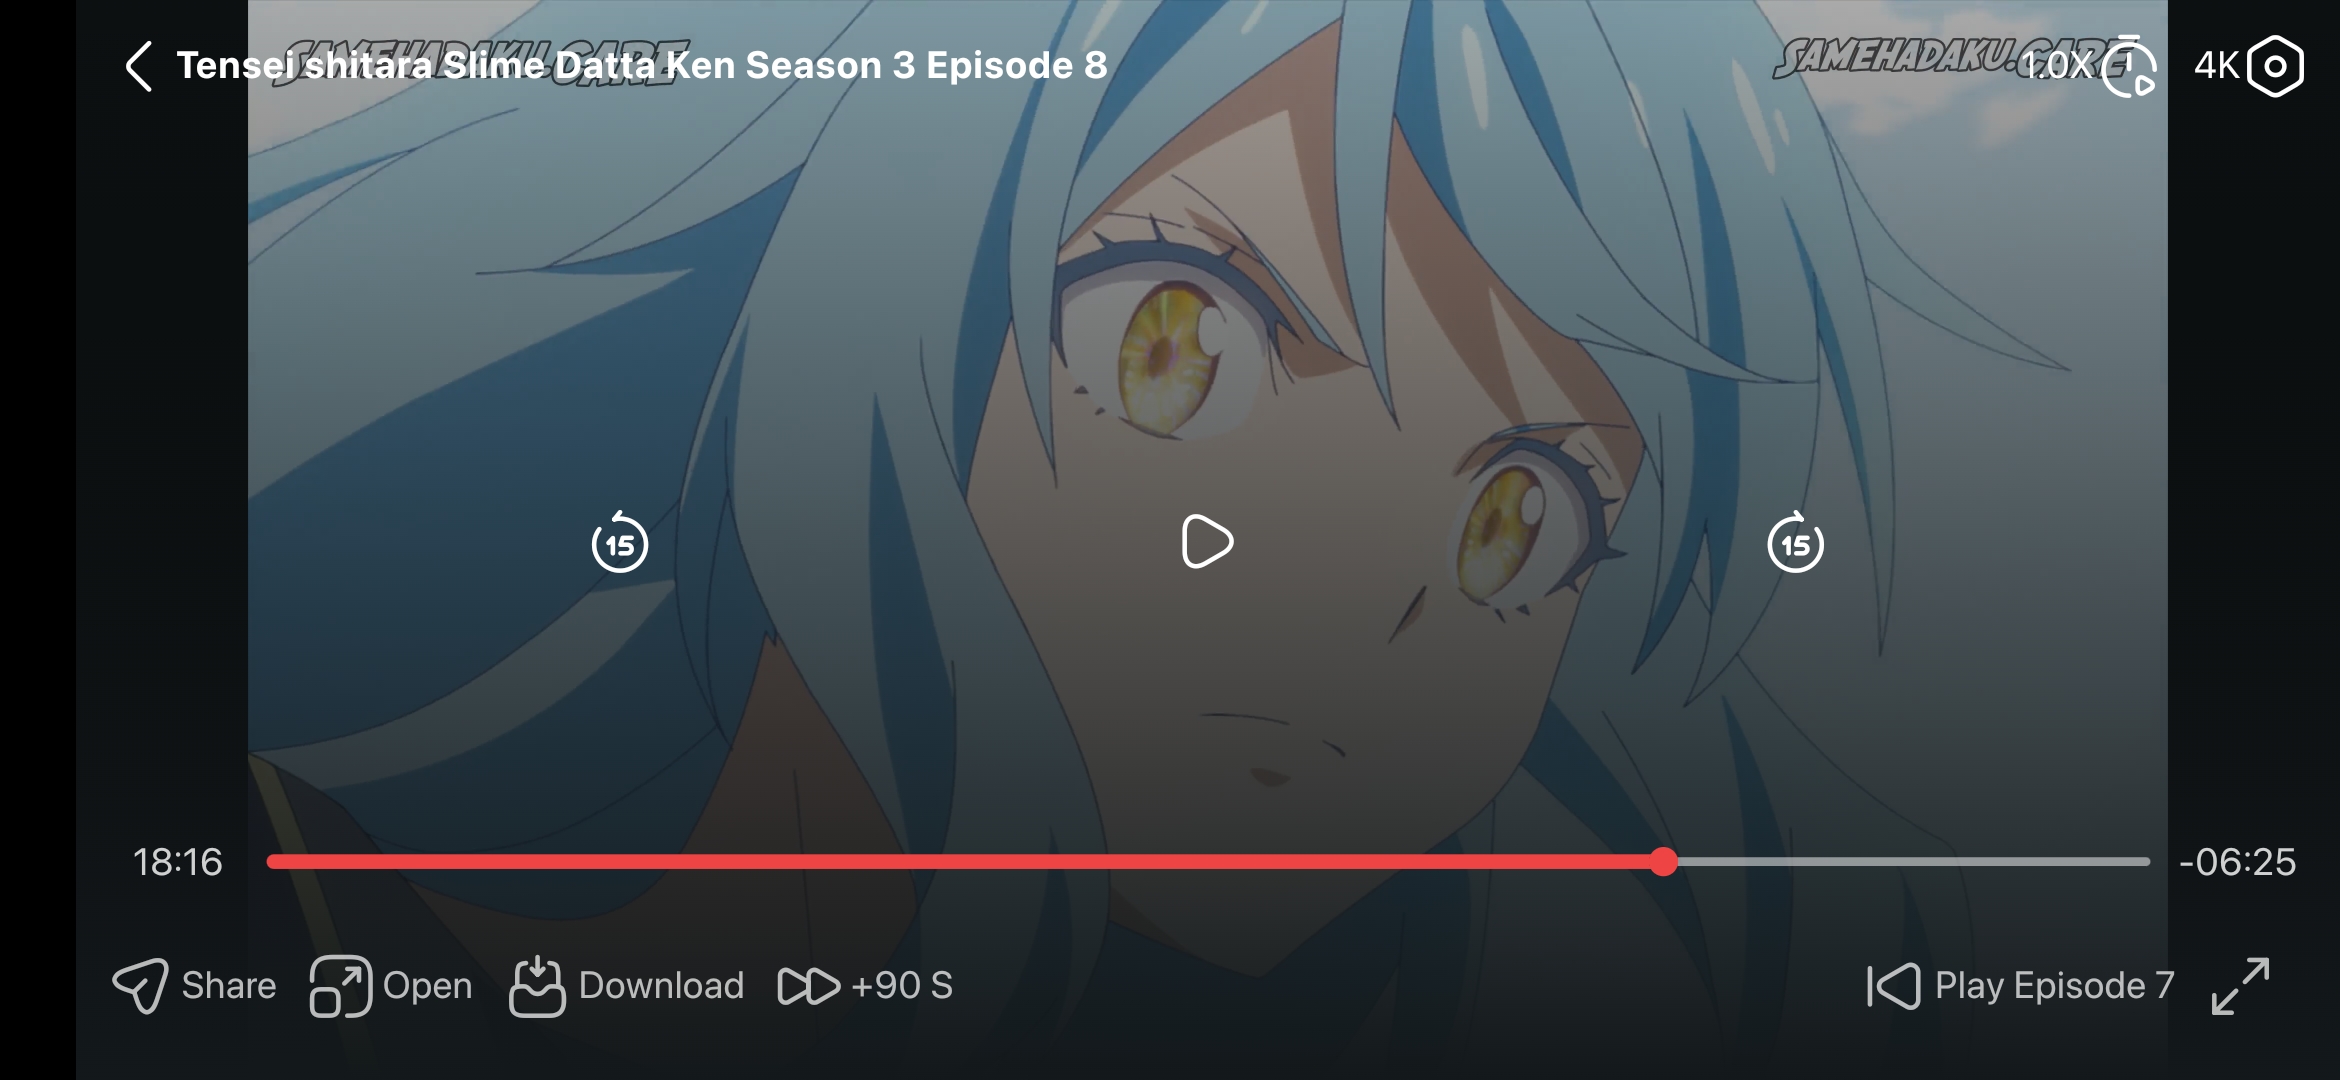 SAMEHADAKU.CARE
Tensei shitara Slime Datta Ken Season 3 Episode 8
SAMEHADAKU.CARE
1.0X
4K
15
15
18:16
-06:25
Share
Open
Download
+90 S
Play Episode 7